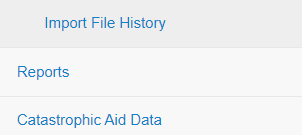 Import File History
Reports
Catastrophic Aid Data